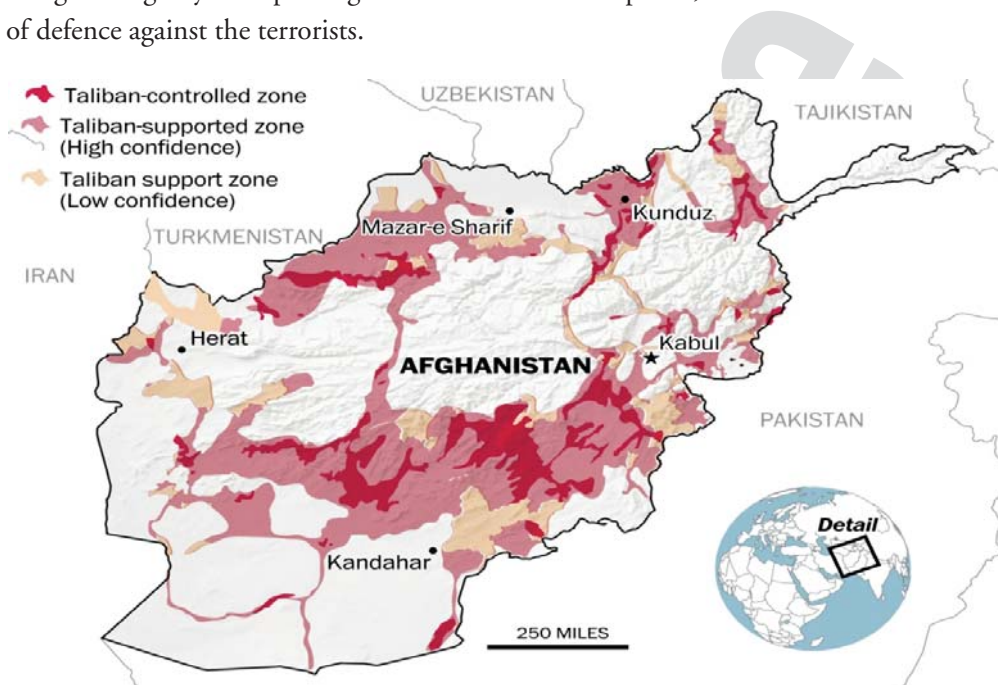 of defence against the terrorists.
Taliban-controlled zone
Taliban-supported zone
(High confidence)
Taliban support zone
(Low confidence)
UZBEKISTAN
TAJIKISTAN
TURKMENISTAN
IRAN
Mazar-e Sharif
Kunduz
Herat
Kabul
AFGHANISTAN
PAKISTAN
Kandahar
Detail
250 MILES